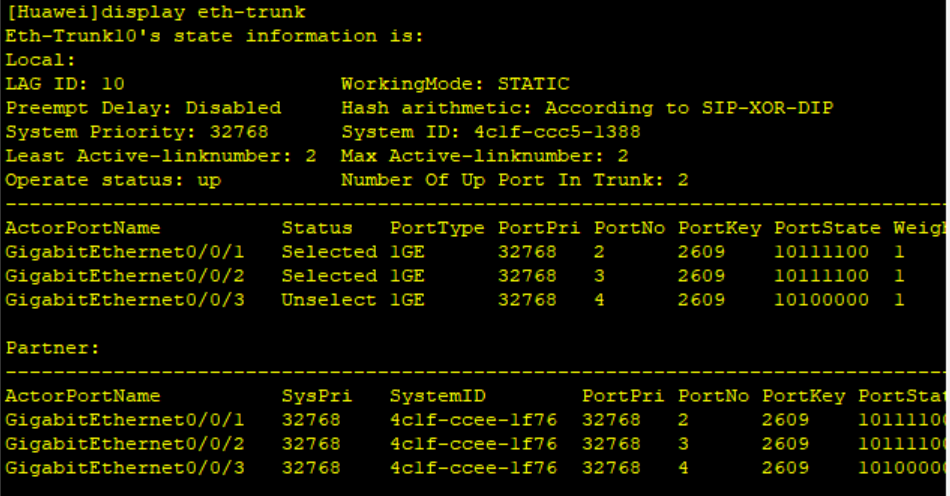 [Huawei]display eth-trunk
Eth-Trunk10's state information is:
Local:
LAG ID: 10 WorkingMode: STATIC
Preempt Delay: Disabled Hash arithmetic: According to SIP-XOR-DIP
System Priority: 32768 System ID: 4c1f-ccc5-1388
Least Active-linknumber: 2 Max Active-linknumber: 2
Operate status: up Number Of Up Port In Trunk: 2
--------------------------------------------------------------------------------
ActorPortName Status PortType PortPri PortNo PortKey PortState Weigh
GigabitEthernet0/0/1 Selected 1GE 32768 2 2609 10111100 1
GigabitEthernet0/0/2 Selected 1GE 32768 3 2609 10111100 1
GigabitEthernet0/0/3 Unselect 1GE 32768 4 2609 10100000 1
Partner:
--------------------------------------------------------------------------------
ActorPortName SysPri SystemID PortPri PortNo PortKey PortStat
GigabitEthernet0/0/1 32768 4c1f-ccee-1f76 32768 2 2609 1011110
GigabitEthernet0/0/2 32768 4c1f-ccee-1f76 32768 3 2609 1011110
GigabitEthernet0/0/3 32768 4c1f-ccee-1f76 32768 4 2609 1010000